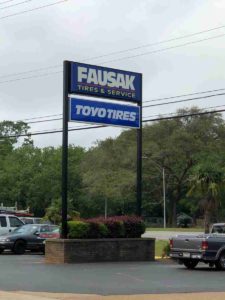 FAUSAK
TIRES & SERVICE
TOYO TIRES